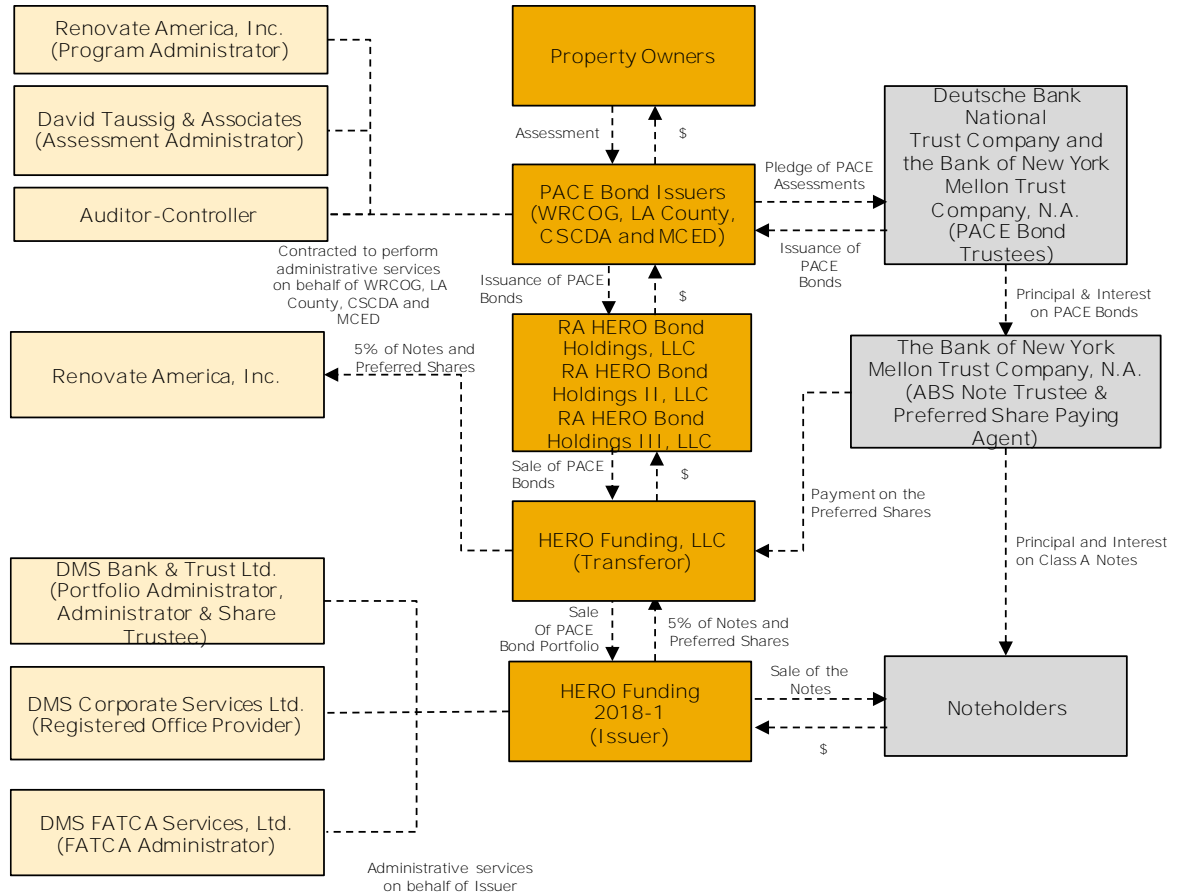 Renovate America, Inc.
(Program Administrator)
David Taussig & Associates
(Assessment Administrator)
Auditor-Controller
Contracted to perform
administrative services
on behalf of WRCOG, LA
County, CSCDA and
MCED
Property Owners
Assessment
$
PACE Bond Issuers
(WRCOG, LA County,
CSCDA and MCED)
Pledge of PACE
Assessments
Issuance of
PACE
Bonds
Deutsche Bank
National
Trust Company and
the Bank of New York
Mellon Trust
Company, N.A.
(PACE Bond
Trustees)
Issuance of PACE
Bonds
$
Principal & Interest
on PACE Bonds
Renovate America, Inc.
5% of Notes and
Preferred Shares
RA HERO Bond
Holdings, LLC
RA HERO Bond
Holdings II, LLC
RA HERO Bond
Holdings III, LLC
The Bank of New York
Mellon Trust Company, N.A.
(ABS Note Trustee &
Preferred Share Paying
Agent)
Sale of PACE
Bonds
$
Payment on the
Preferred Shares
HERO Funding, LLC
(Transferor)
Principal and Interest
on Class A Notes
DMS Bank & Trust Ltd.
(Portfolio Administrator,
Administrator & Share
Trustee)
Sale
Of PACE
Bond Portfolio
5% of Notes and
Preferred Shares
DMS Corporate Services Ltd.
(Registered Office Provider)
HERO Funding
2018-1
(Issuer)
Sale of the
Notes
$
Noteholders
DMS FATCA Services, Ltd.
(FATCA Administrator)
Administrative services
on behalf of Issuer